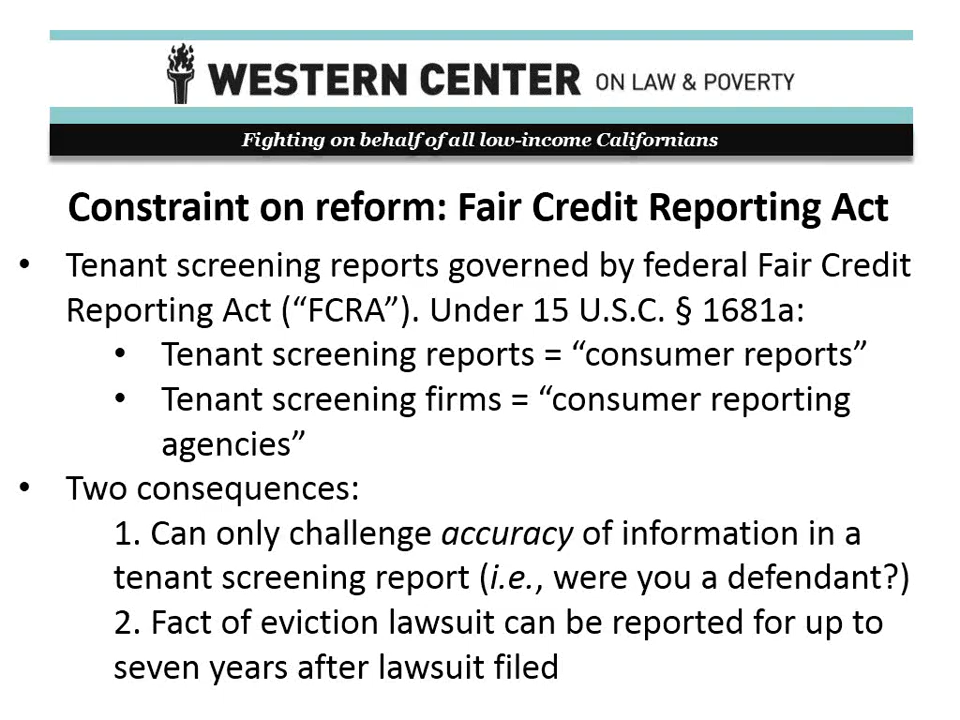 WESTERN CENTER ON LAW & POVERTY
Fighting on behalf of all low-income Californians
Constraint on reform: Fair Credit Reporting Act
• Tenant screening reports governed by federal Fair Credit
Reporting Act (“FCRA”). Under 15 U.S.C. § 1681a:
• Tenant screening reports = “consumer reports”
• Tenant screening firms = “consumer reporting
agencies”
• Two consequences:
1. Can only challenge accuracy of information in a
tenant screening report (i.e., were you a defendant?)
2. Fact of eviction lawsuit can be reported for up to
seven years after lawsuit filed